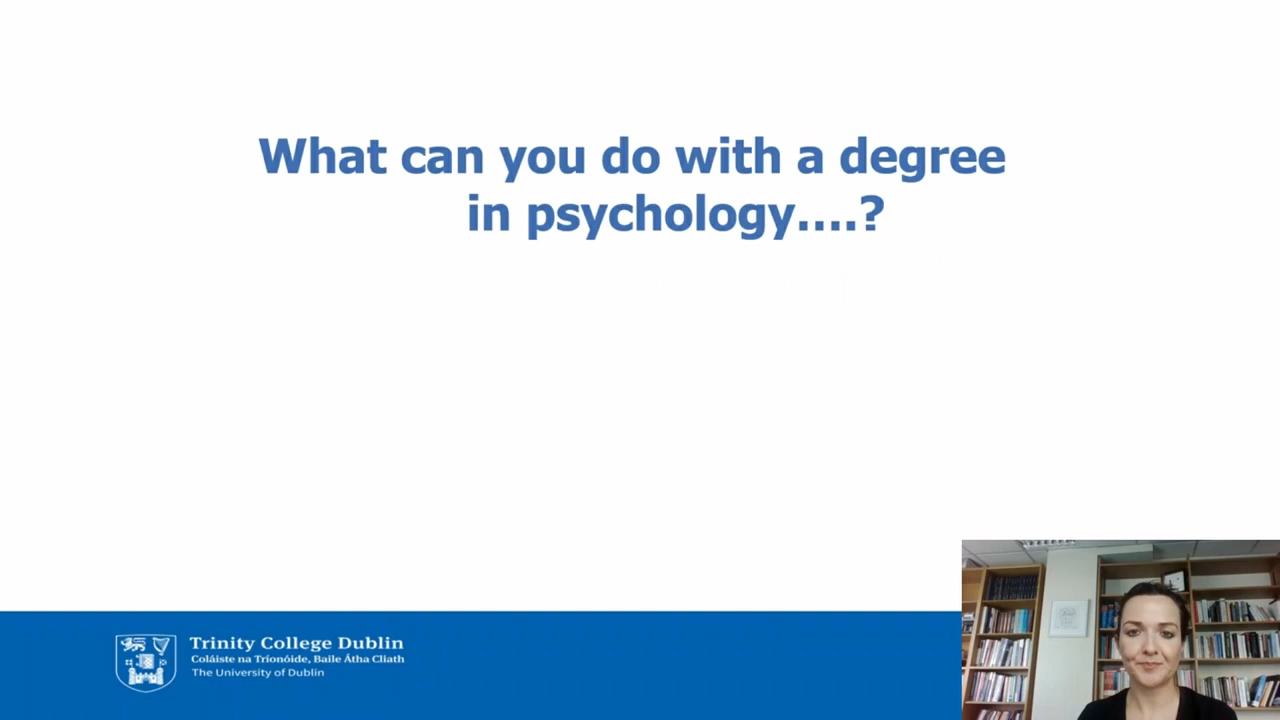 What can you do with a degree
in psychology....?
Trinity College Dublin
Coláiste na Tríonóide, Baile Átha Cliath
The University of Dublin